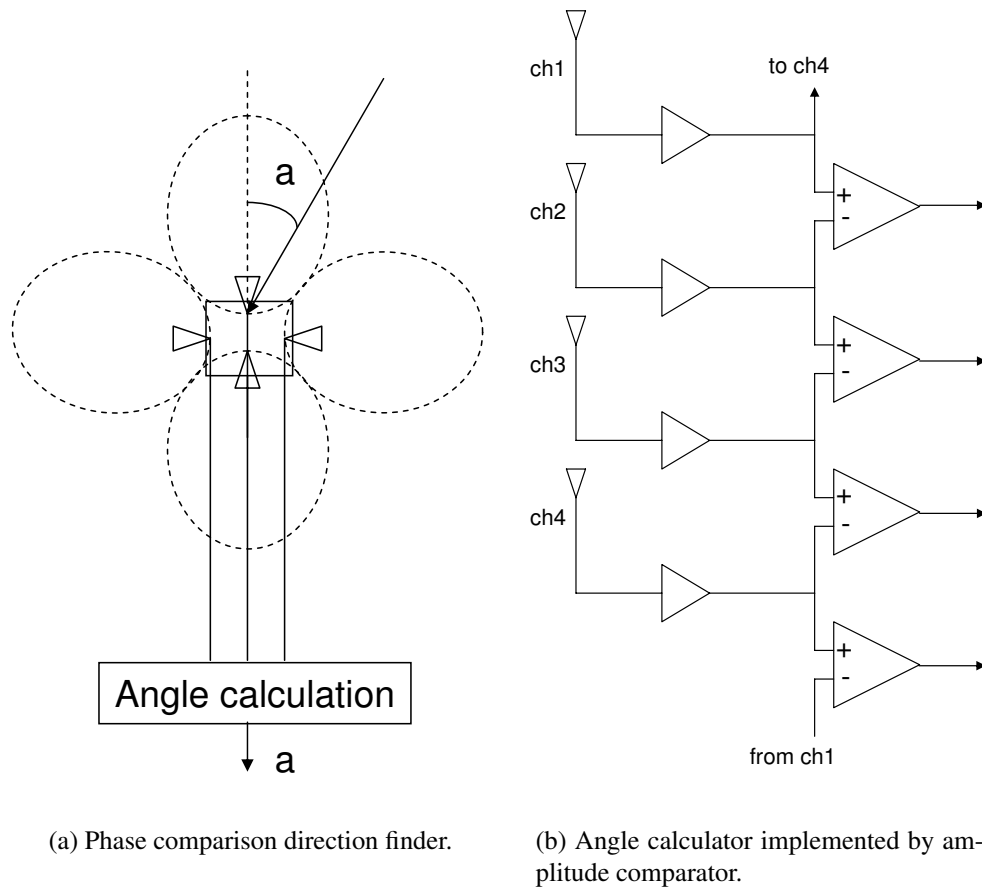 a
Angle calculation
a
(a) Phase comparison direction finder.
ch1
to ch4
+
-
ch2
+
-
ch3
+
-
ch4
+
-
from ch1
(b) Angle calculator implemented by am-
plitude comparator.